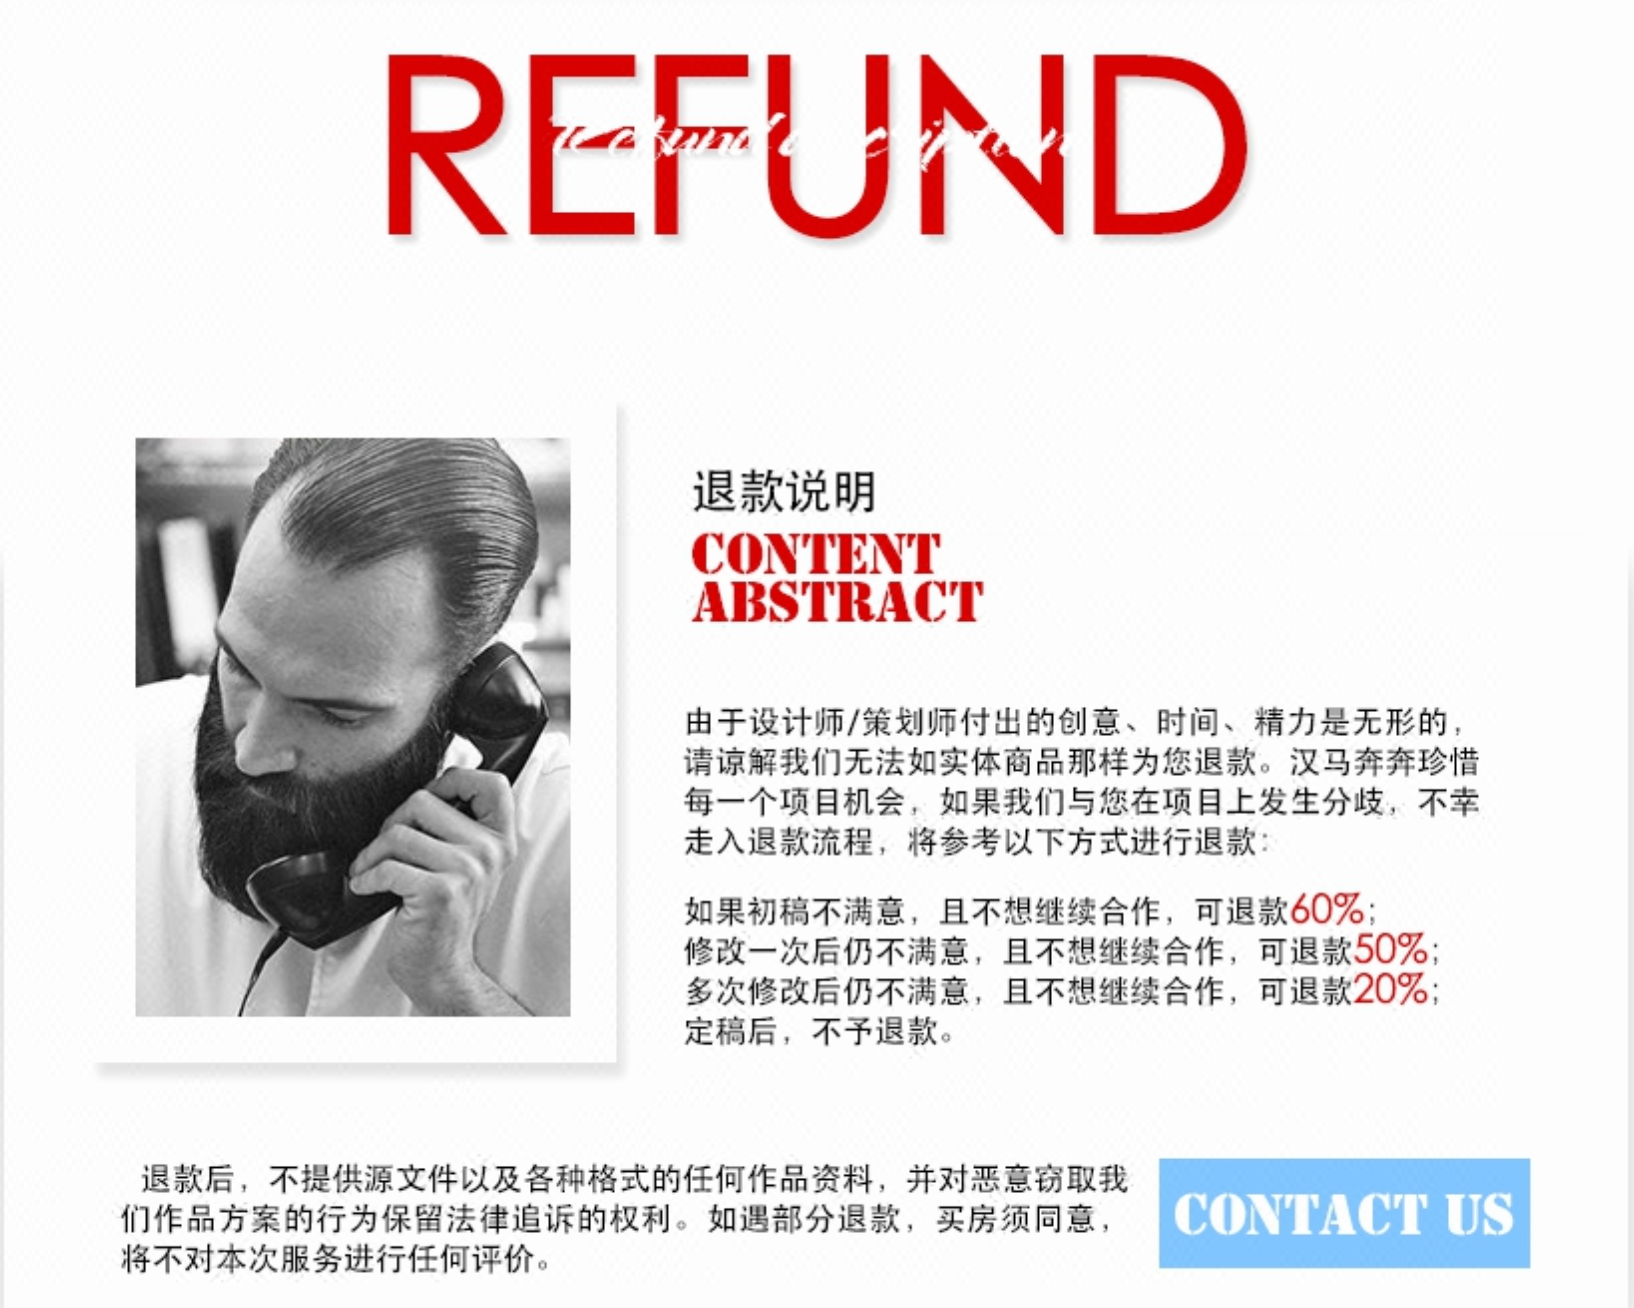 REFUND
Refund description
退款说明
CONTENT
ABSTRACT
由于设计师/策划师付出的创意、时间、精力是无形的，
请谅解我们无法如实体商品那样为您退款。汉马奔奔珍惜
每一个项目机会，如果我们与您在项目上发生分歧，不幸
走入退款流程，将参考以下方式进行退款：
如果初稿不满意，且不想继续合作，可退款60%；
修改一次后仍不满意，且不想继续合作，可退款50%；
多次修改后仍不满意，且不想继续合作，可退款20%；
定稿后，不予退款。
退款后，不提供源文件以及各种格式的任何作品资料，并对恶意窃取我
们作品方案的行为保留法律追诉的权利。如遇部分退款，买房须同意，
将不对本次服务进行任何评价。
CONTACT US